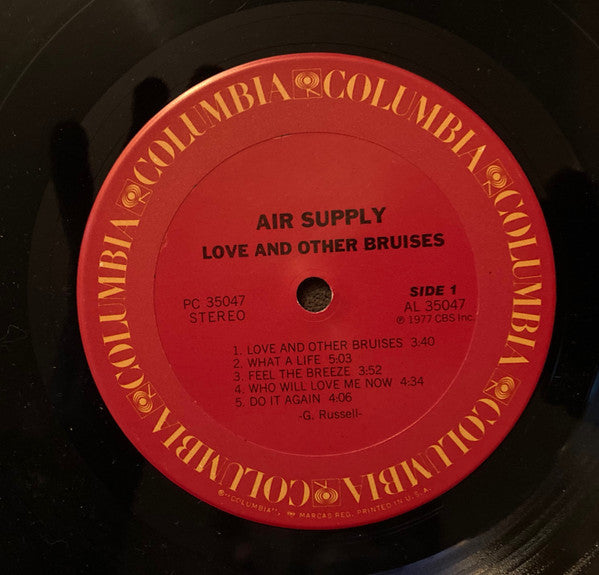 COLUMBIA COLUMBIA COLUMBIA COLUMBIA COLUMBIA COLUMBIA
AIR SUPPLY
LOVE AND OTHER BRUISES
PC 35047
STEREO
SIDE 1
AL 35047
℗ 1977 CBS Inc.
1. LOVE AND OTHER BRUISES 3:40
2. WHAT A LIFE 5:03
3. FEEL THE BREEZE 3:52
4. WHO WILL LOVE ME NOW 4:34
5. DO IT AGAIN 4:06
-G. Russell-
®-"COLUMBIA", MARCAS REG. PRINTED IN U.S.A.